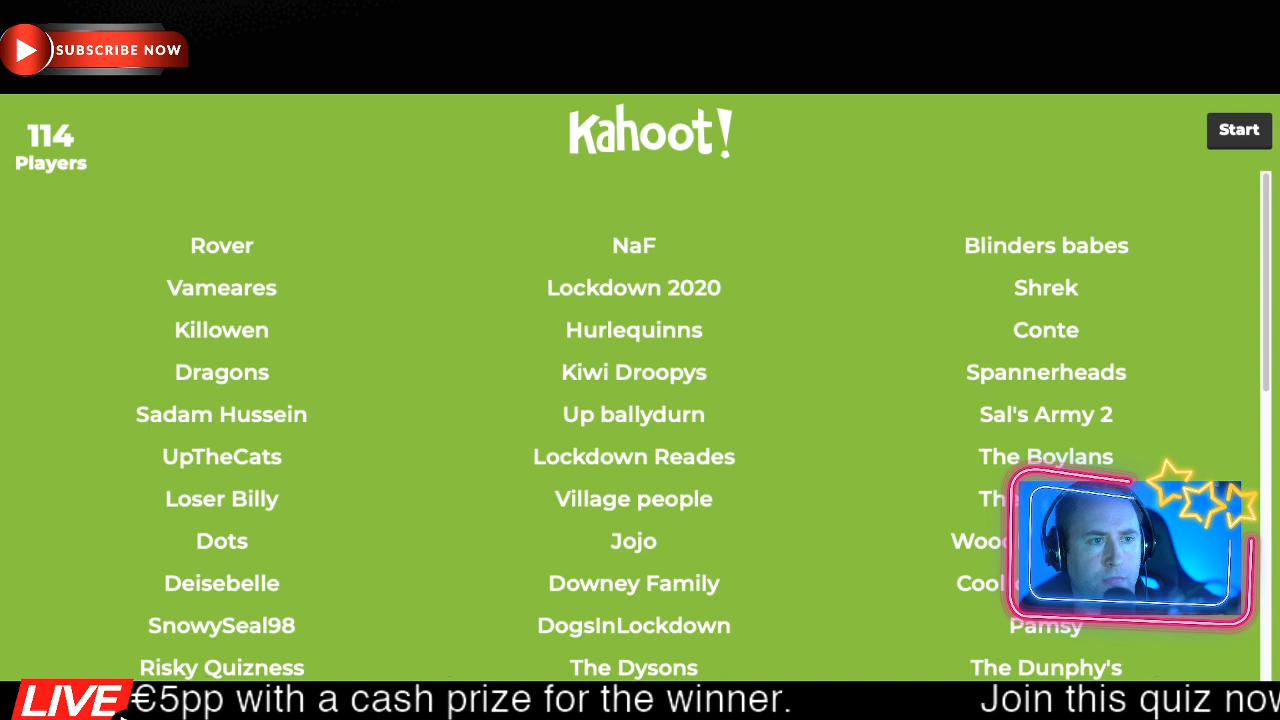 SUBSCRIBE NOW
114
Players
Kahoot!
Start
Rover NaF Blinders babes
Vameares Lockdown 2020 Shrek
Killowen Hurlequinns Conte
Dragons Kiwi Droopys Spannerheads
Sadam Hussein Up ballydurn Sal's Army 2
UpTheCats Lockdown Reades The Boylans
Loser Billy Village people
Dots Jojo
Deisebelle Downey Family
SnowySeal98 DogsInLockdown Pamsy
Risky Quizness The Dysons The Dunphy's
LIVE €5pp with a cash prize for the winner. Join this quiz now